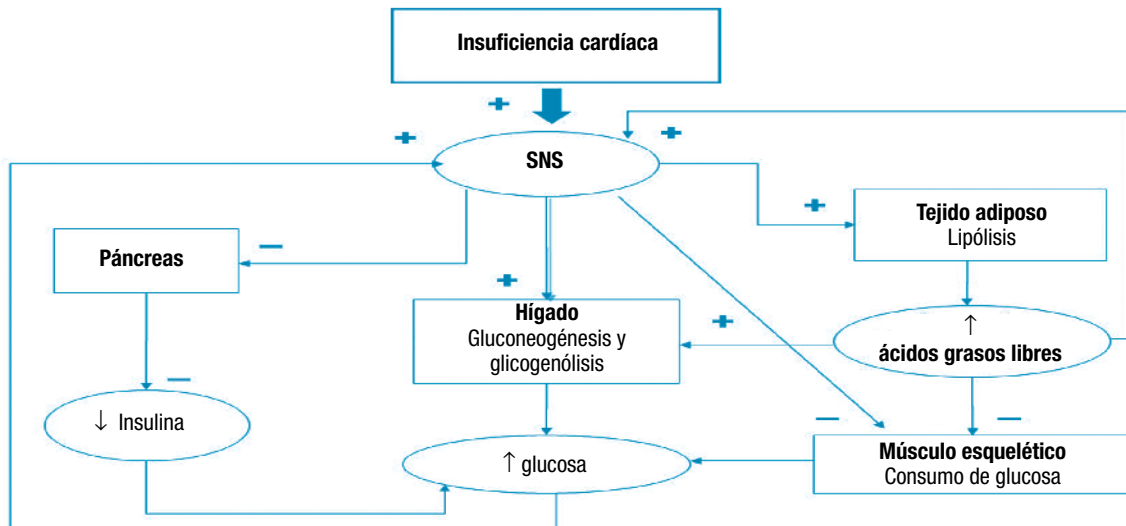 Insuficiencia cardíaca
+
+
+
SNS
+
Tejido adiposo
Lipólisis
Páncreas
−
+
Hígado
Gluconeogénesis y
glicogenólisis
+
↑
ácidos grasos libres
−
↓ Insulina
−
−
Músculo esquelético
Consumo de glucosa
↑ glucosa